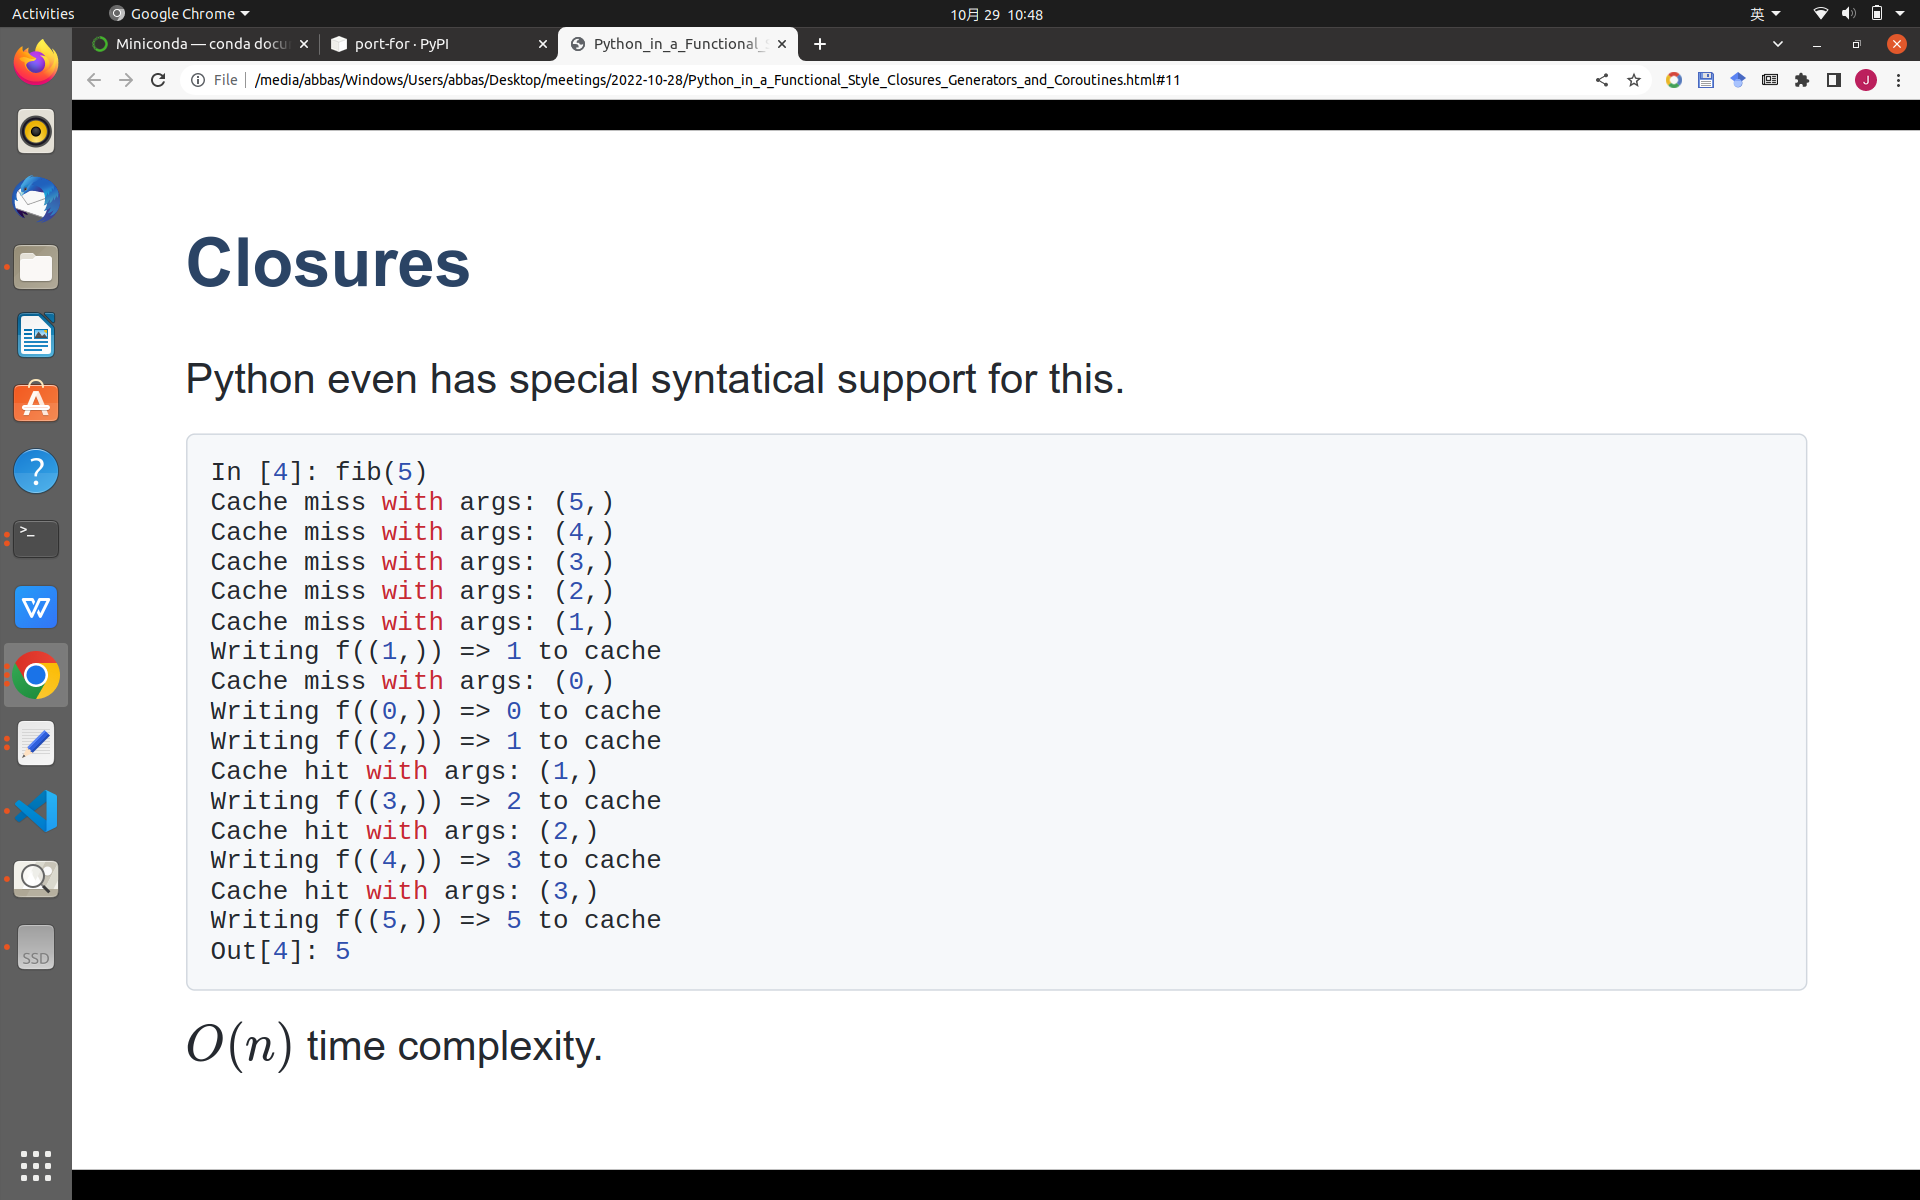 Activities
Google Chrome
10月 29 10:48
英
Miniconda — conda docu
port-for · PyPI
Python_in_a_Functional_
File
/media/abbas/Windows/Users/abbas/Desktop/meetings/2022-10-28/Python_in_a_Functional_Style_Closures_Generators_and_Coroutines.html#11
J
Closures
Python even has special syntatical support for this.
In [4]: fib(5)
Cache miss with args: (5,)
Cache miss with args: (4,)
Cache miss with args: (3,)
Cache miss with args: (2,)
Cache miss with args: (1,)
Writing f((1,)) => 1 to cache
Cache miss with args: (0,)
Writing f((0,)) => 0 to cache
Writing f((2,)) => 1 to cache
Cache hit with args: (1,)
Writing f((3,)) => 2 to cache
Cache hit with args: (2,)
Writing f((4,)) => 3 to cache
Cache hit with args: (3,)
Writing f((5,)) => 5 to cache
Out[4]: 5
O(n) time complexity.
SSD